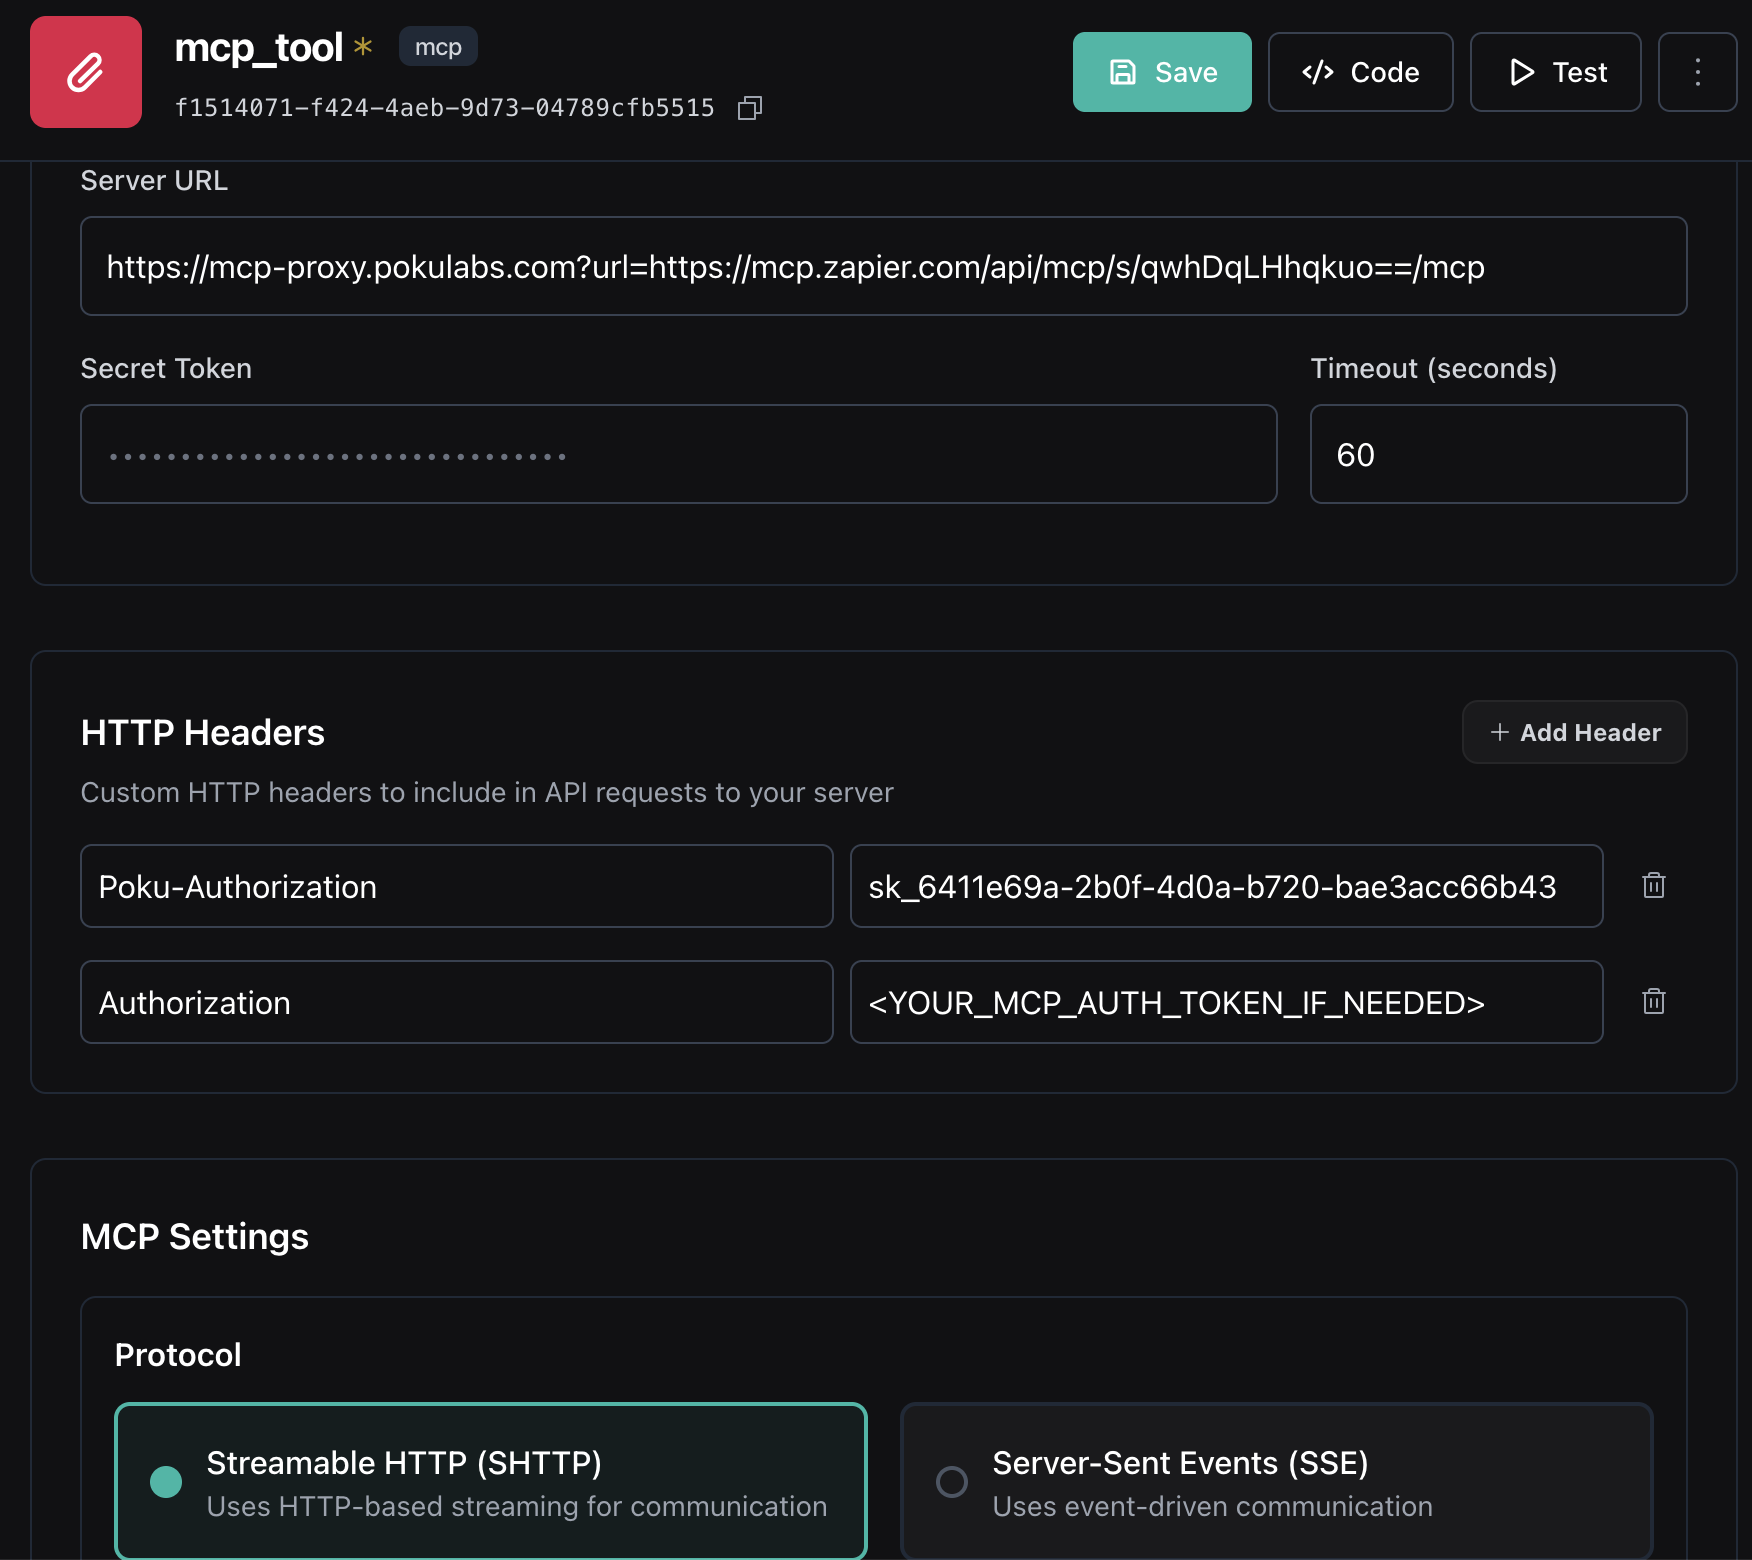 mcp_tool * mcp
f1514071-f424-4aeb-9d73-04789cfb5515
Save
Code
Test
Server URL
https://mcp-proxy.pokulabs.com?url=https://mcp.zapier.com/api/mcp/s/qwhDqLHhqkuo==/mcp
Secret Token
Timeout (seconds)
••••••••••••••••••••••••••••••••
60
HTTP Headers
+ Add Header
Custom HTTP headers to include in API requests to your server
Poku-Authorization
sk_6411e69a-2b0f-4d0a-b720-bae3acc66b43
Authorization
<YOUR_MCP_AUTH_TOKEN_IF_NEEDED>
MCP Settings
Protocol
Streamable HTTP (SHTTP)
Uses HTTP-based streaming for communication
Server-Sent Events (SSE)
Uses event-driven communication